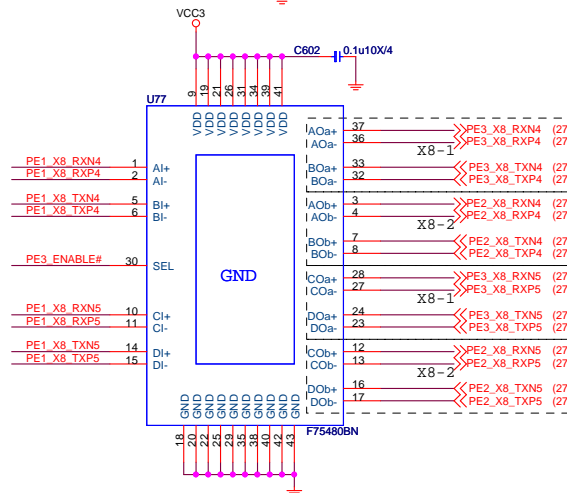 VCC3
C602 0.1u10X/4
U77
9 19 21 26 31 34 39 41
VDD VDD VDD VDD VDD VDD VDD VDD
PE1_X8_RXN4 1 AI+
PE1_X8_RXP4 2 AI-
PE1_X8_TXN4 5 BI+
PE1_X8_TXP4 6 BI-
PE3_ENABLE# 30 SEL
PE1_X8_RXN5 10 CI+
PE1_X8_RXP5 11 CI-
PE1_X8_TXN5 14 DI+
PE1_X8_TXP5 15 DI-
GND
AOa+ 37 PE3_X8_RXN4 (27
AOa- 36 PE3_X8_RXP4 (27
X8-1
BOa+ 33 PE3_X8_TXN4 (27
BOa- 32 PE3_X8_TXP4 (27
AOb+ 3 PE2_X8_RXN4 (27
AOb- 4 PE2_X8_RXP4 (27
X8-2
BOb+ 7 PE2_X8_TXN4 (27
BOb- 8 PE2_X8_TXP4 (27
COa+ 28 PE3_X8_RXN5 (27
COa- 27 PE3_X8_RXP5 (27
X8-1
DOa+ 24 PE3_X8_TXN5 (27
DOa- 23 PE3_X8_TXP5 (27
COb+ 12 PE2_X8_RXN5 (27
COb- 13 PE2_X8_RXP5 (27
X8-2
DOb+ 16 PE2_X8_TXN5 (27
DOb- 17 PE2_X8_TXP5 (27
GND GND GND GND GND GND GND GND GND GND
18 20 22 25 29 35 38 40 42 43
F75480BN